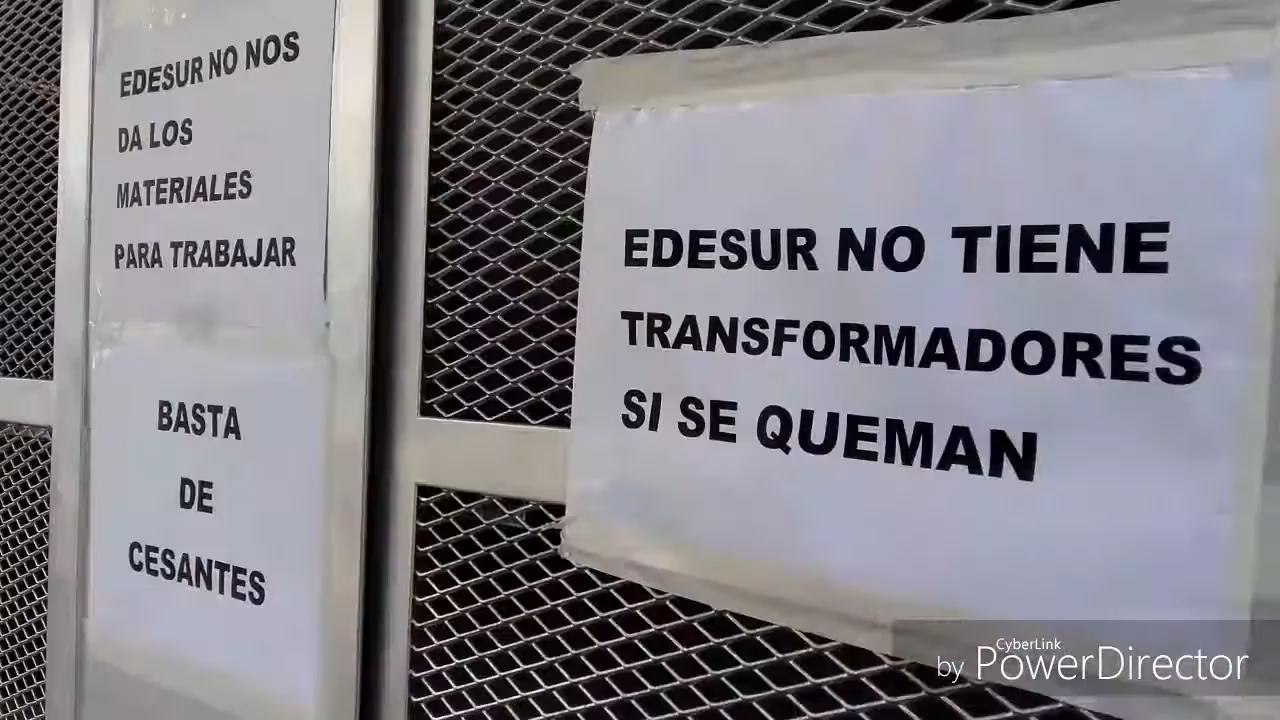 EDESUR NO NOS
DA LOS
MATERIALES
PARA TRABAJAR
BASTA
DE
CESANTES
EDESUR NO TIENE
TRANSFORMADORES
SI SE QUEMAN
CyberLink
by PowerDirector